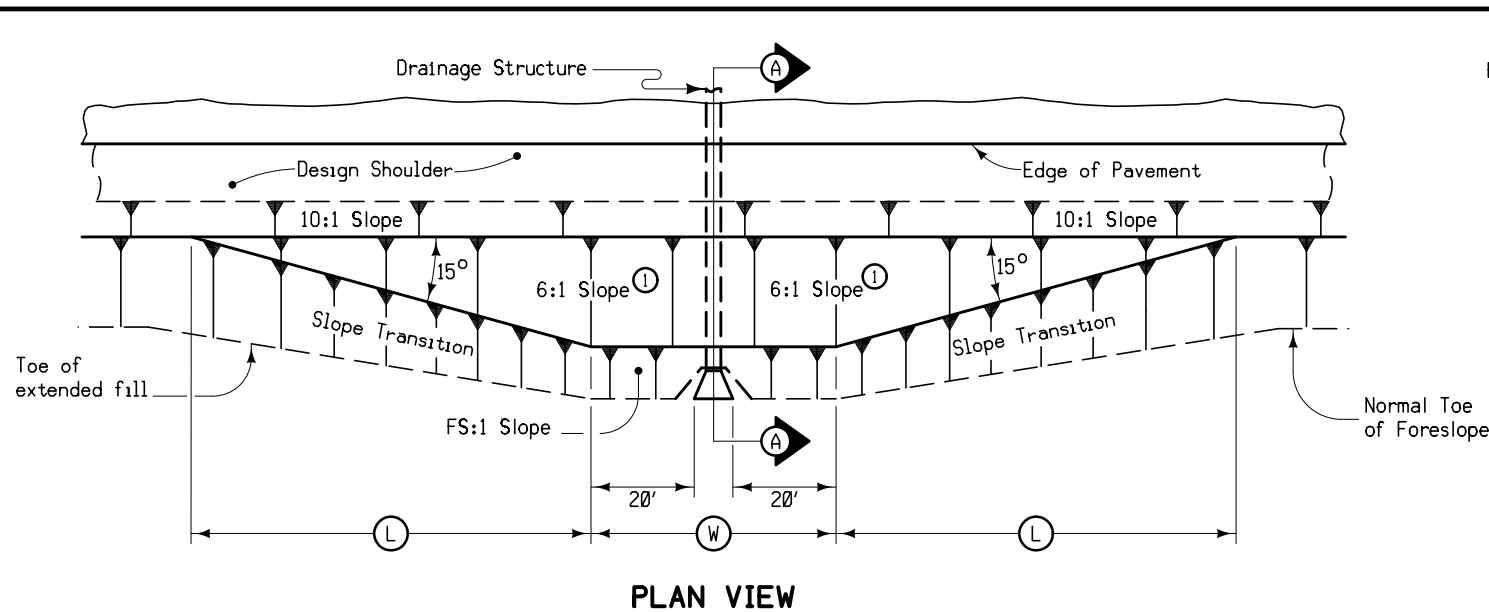 Drainage Structure
A
Design Shoulder
Edge of Pavement
10:1 Slope
10:1 Slope
15°
6:1 Slope 1
6:1 Slope 1
15°
Slope Transition
Slope Transition
Toe of
extended fill
FS:1 Slope
A
Normal Toe
of Foreslope
20'
20'
L
W
L
PLAN VIEW